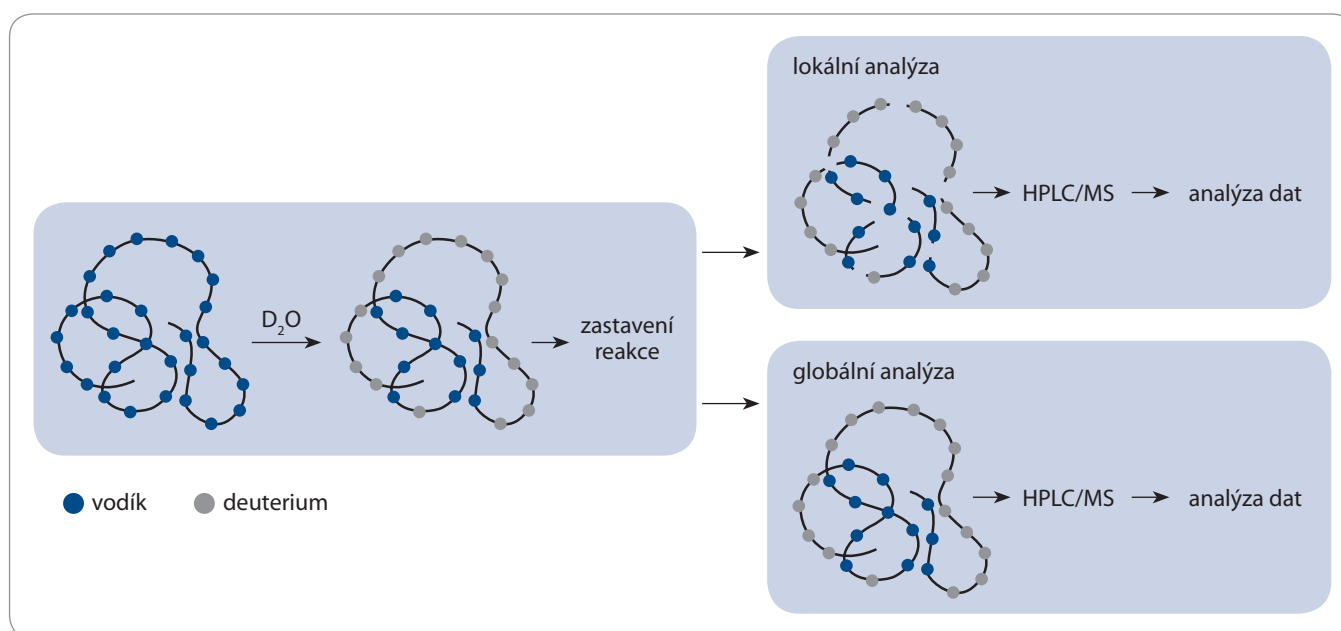 D₂O
zastavení
reakce
vodík
deuterium
lokální analýza
HPLC/MS
analýza dat
globální analýza
HPLC/MS
analýza dat